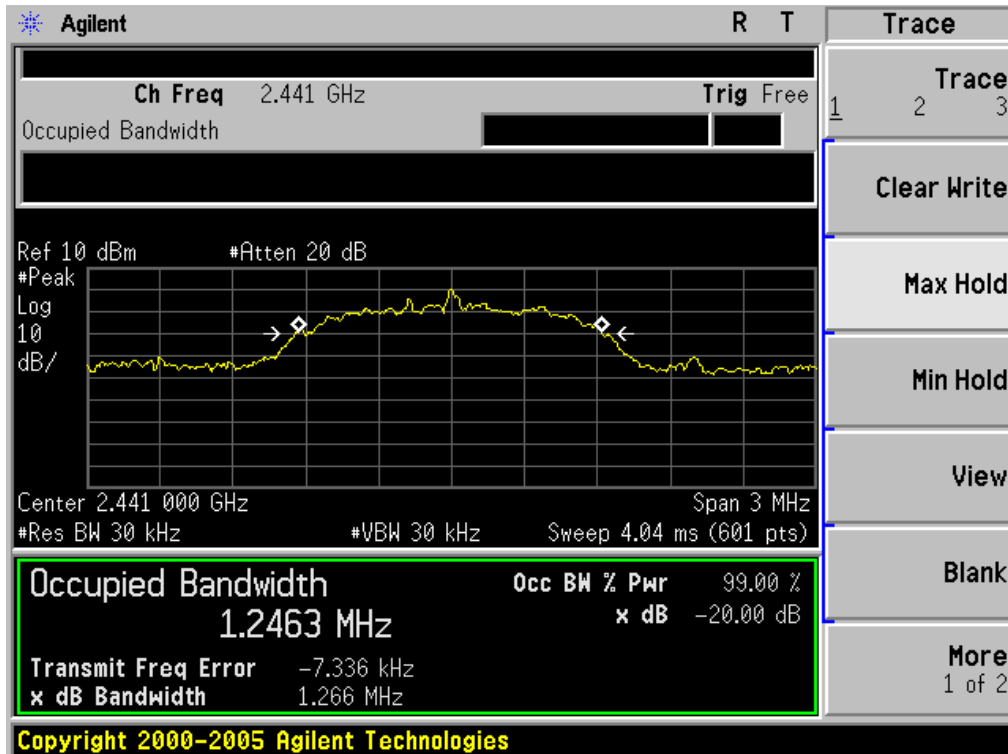 Agilent R T Trace
Ch Freq 2.441 GHz Trig Free
Occupied Bandwidth
Trace
1 2 3
Clear Write
Max Hold
Min Hold
View
Blank
More
1 of 2
Ref 10 dBm #Atten 20 dB
#Peak
Log
10
dB/
Center 2.441 000 GHz Span 3 MHz
#Res BW 30 kHz #VBW 30 kHz Sweep 4.04 ms (601 pts)
Occupied Bandwidth Occ BW % Pwr 99.00 %
1.2463 MHz x dB -20.00 dB
Transmit Freq Error -7.336 kHz
x dB Bandwidth 1.266 MHz
Copyright 2000-2005 Agilent Technologies